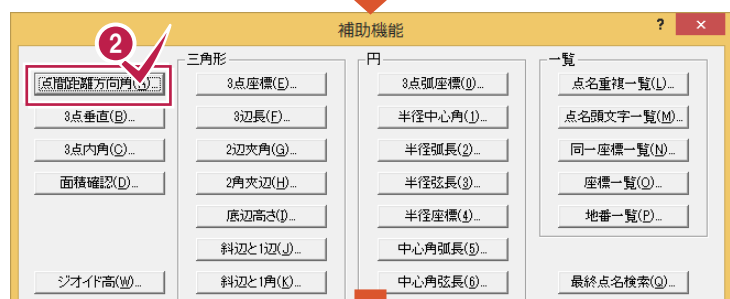 補助機能
?
×
2
三角形
円
一覧
点間距離方向角
3点座標(E)...
3点弧座標(0)...
点名重複一覧(L)...
3点垂直(B)...
3辺長(F)...
半径中心角(1)...
点名頭文字一覧(M)...
3点内角(C)...
2辺夾角(G)...
半径弧長(2)...
同一座標一覧(N)...
面積確認(D)...
2角夾辺(H)...
半径弦長(3)...
座標一覧(O)...
底辺高さ(I)...
半径座標(4)...
地番一覧(P)...
斜辺と1辺(J)...
中心角弧長(5)...
ジオイド高(W)...
斜辺と1角(K)...
中心角弦長(6)...
最終点名検索(Q)...